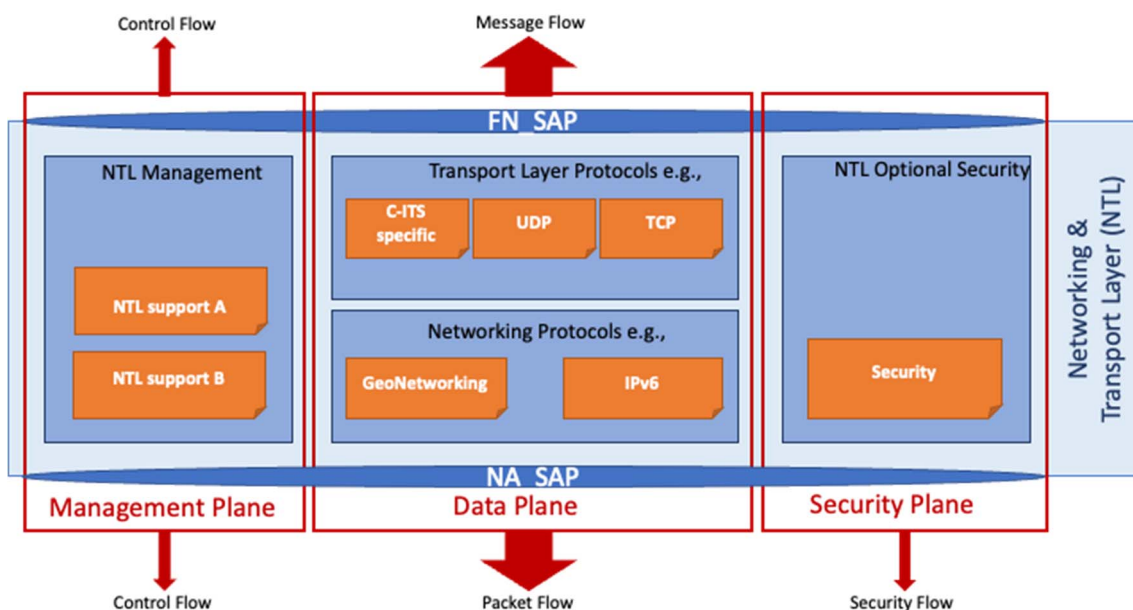 Control Flow
Message Flow
FN_SAP
NTL Management
Transport Layer Protocols e.g.,
NTL Optional Security
C-ITS
specific
UDP
TCP
NTL support A
Networking Protocols e.g.,
NTL support B
GeoNetworking
IPv6
Security
Networking &
Transport Layer (NTL)
NA_SAP
Management Plane
Data Plane
Security Plane
Control Flow
Packet Flow
Security Flow